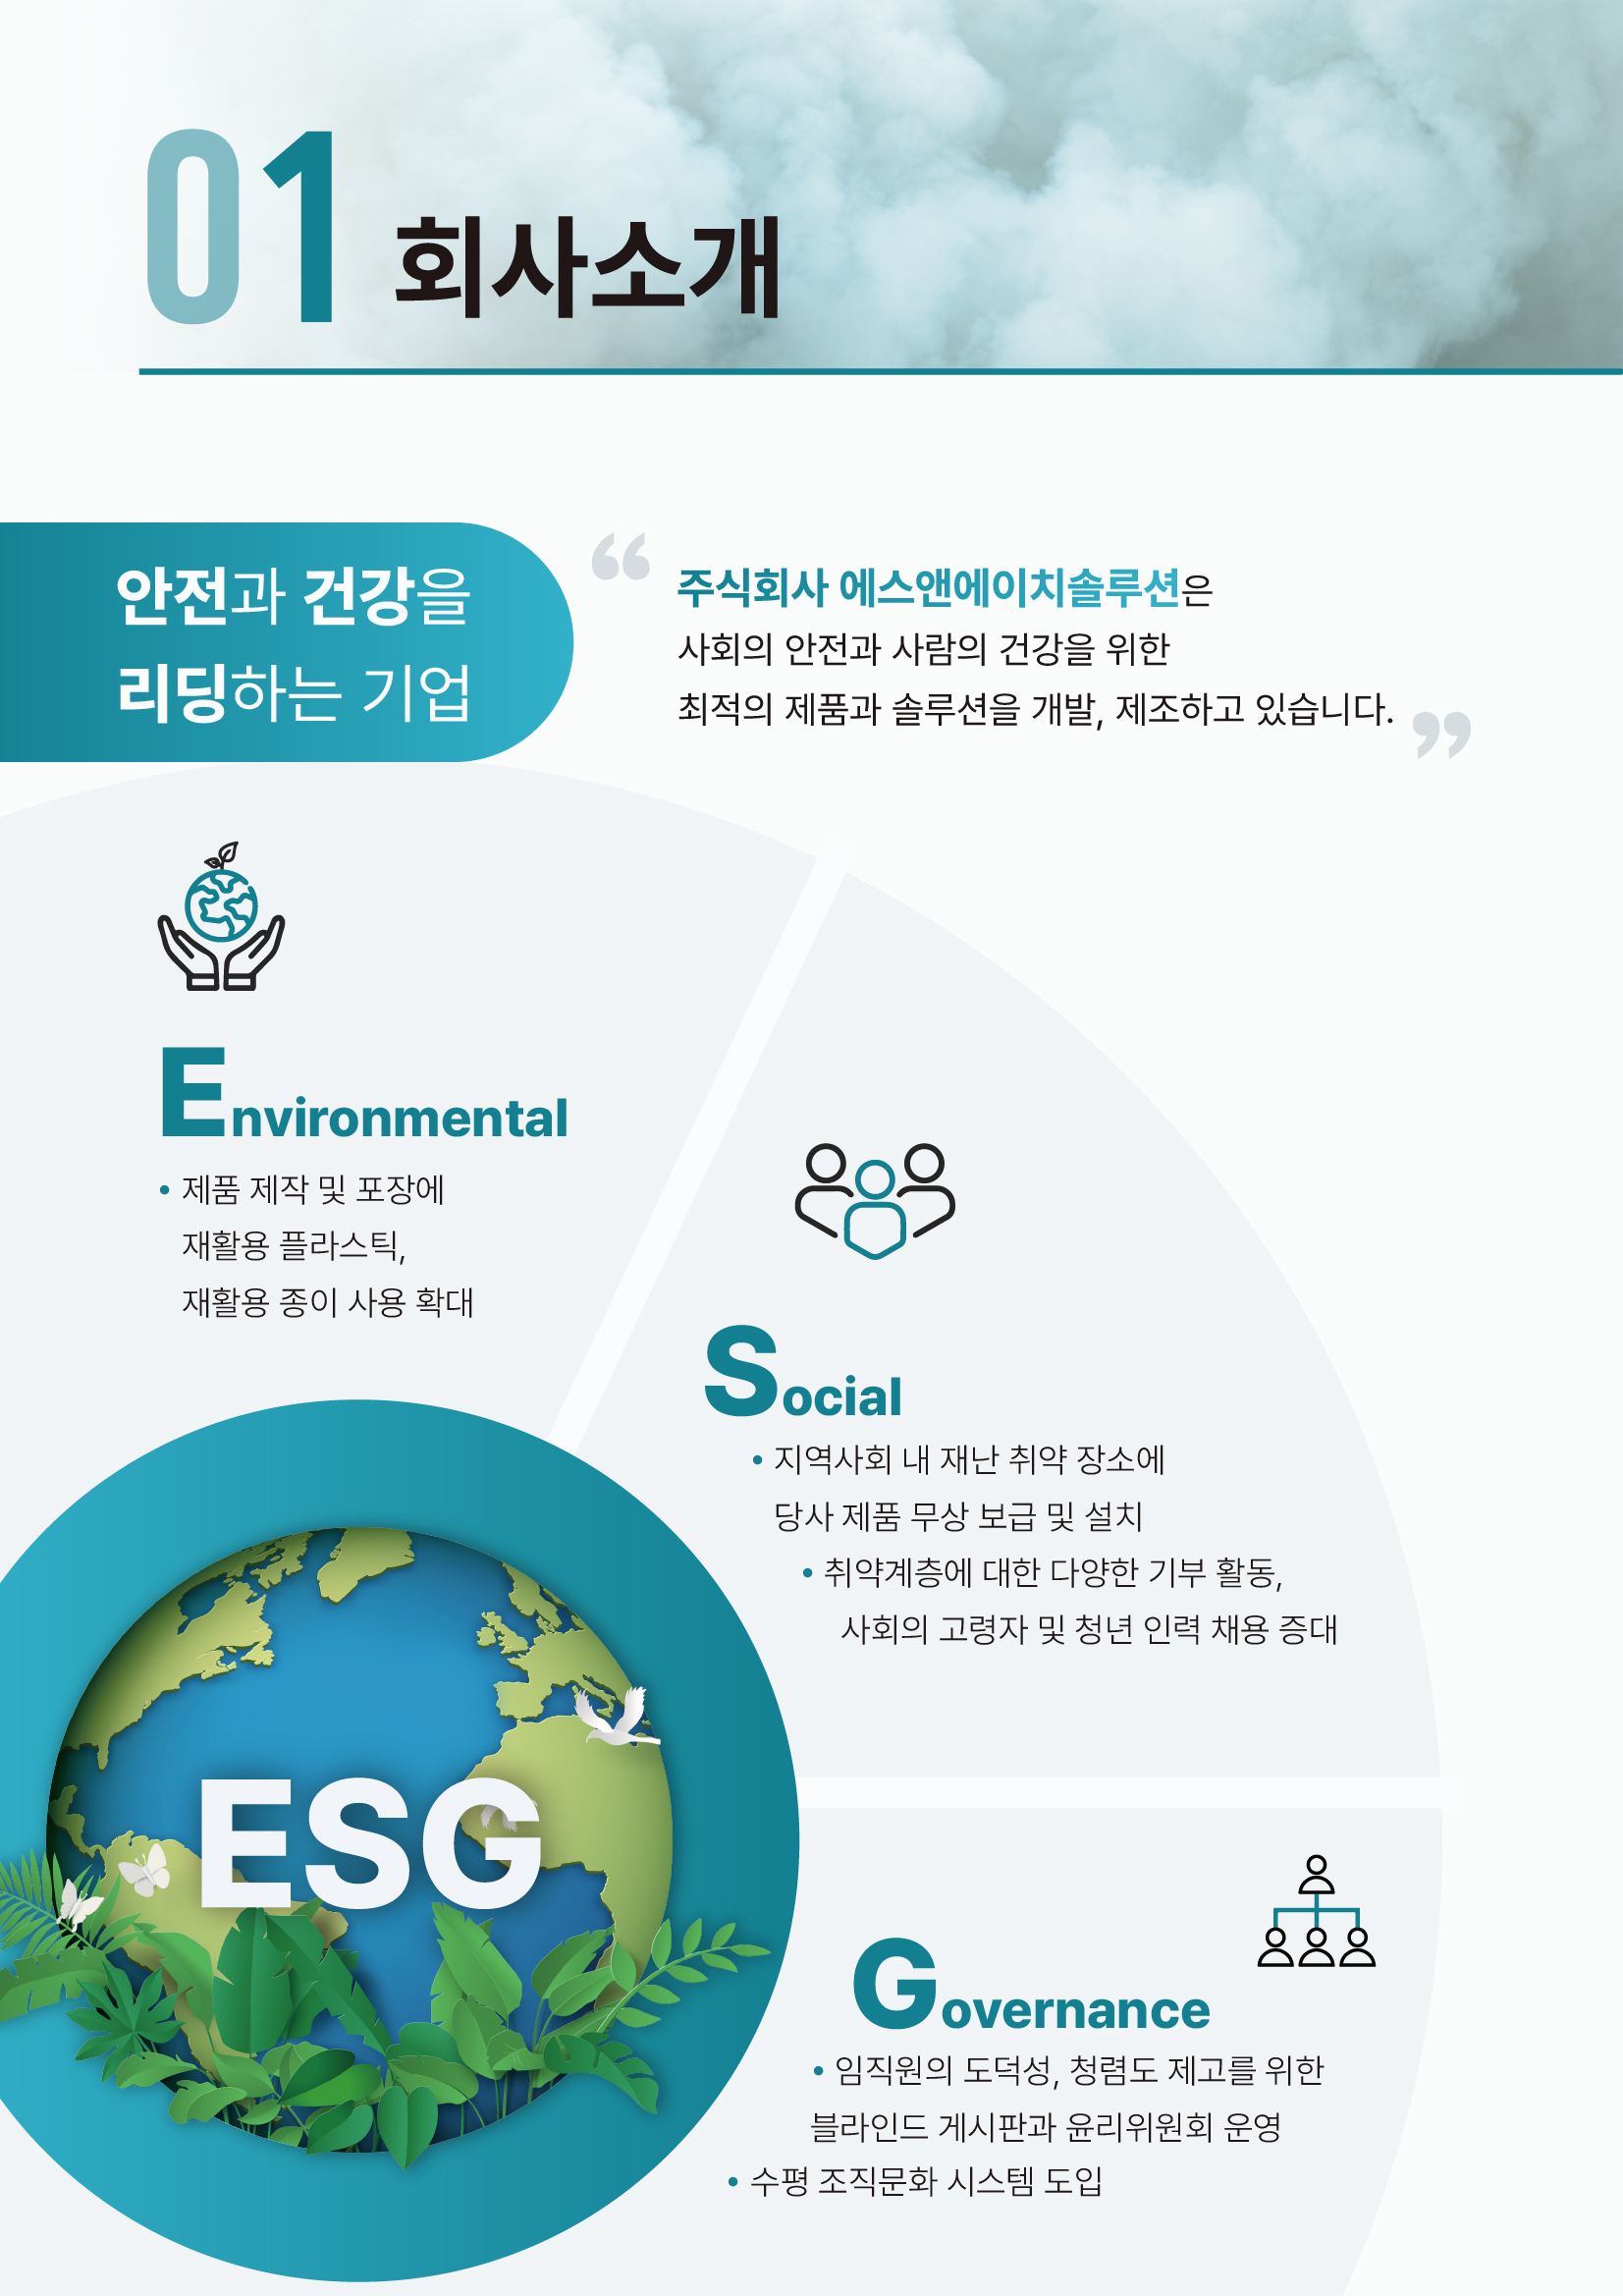 01 회사소개
안전과 건강을
리딩하는 기업
“ 주식회사 에스앤에이치솔루션은
사회의 안전과 사람의 건강을 위한
최적의 제품과 솔루션을 개발, 제조하고 있습니다. ”
Environmental
• 제품 제작 및 포장에
재활용 플라스틱,
재활용 종이 사용 확대
Social
• 지역사회 내 재난 취약 장소에
당사 제품 무상 보급 및 설치
• 취약계층에 대한 다양한 기부 활동,
사회의 고령자 및 청년 인력 채용 증대
ESG
Governance
• 임직원의 도덕성, 청렴도 제고를 위한
블라인드 게시판과 윤리위원회 운영
• 수평 조직문화 시스템 도입